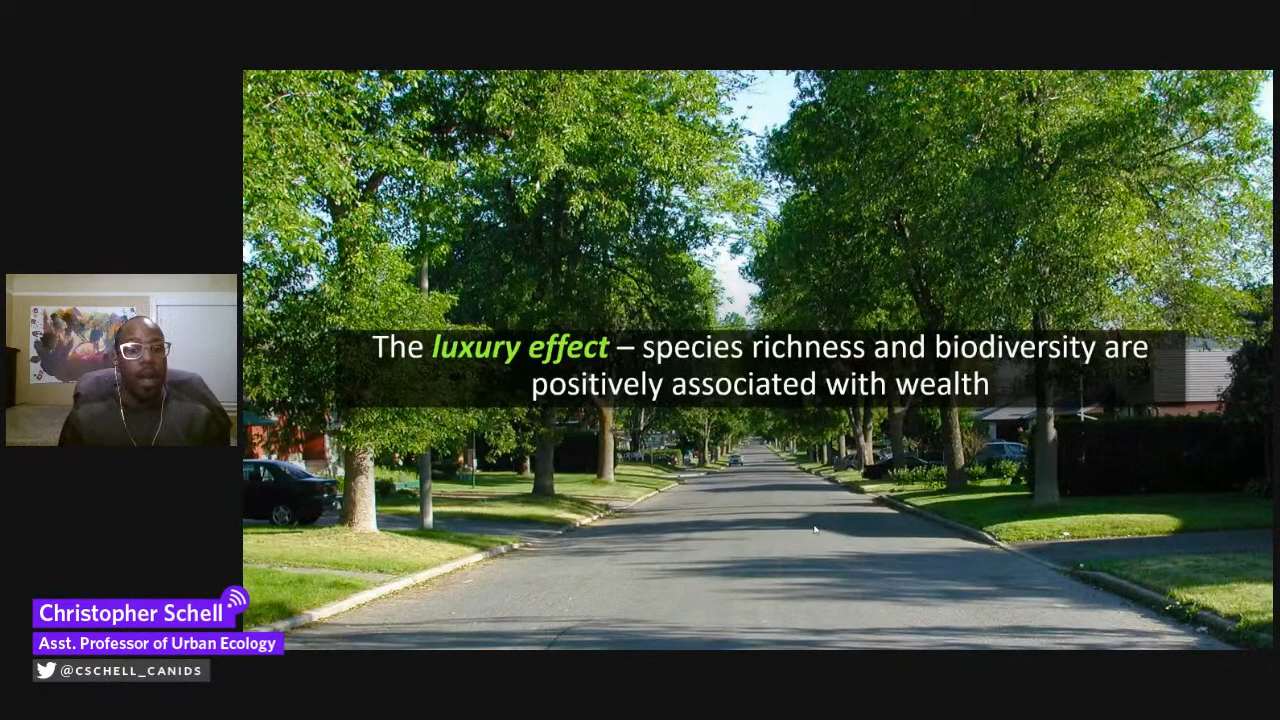 The luxury effect – species richness and biodiversity are
positively associated with wealth
Christopher Schell
Asst. Professor of Urban Ecology
@CSCHELL_CANIDS